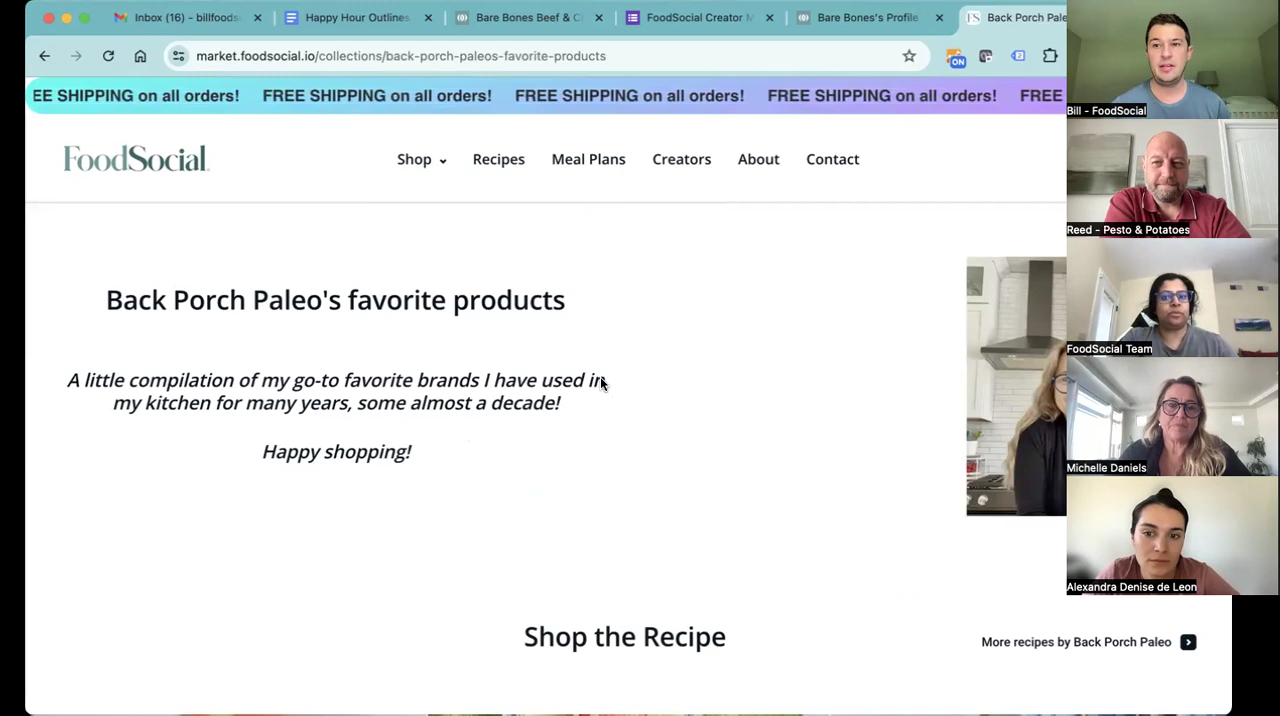 Inbox (16) - billfoods
Happy Hour Outlines
Bare Bones Beef & C
FoodSocial Creator M
Bare Bones's Profile
Back Porch Pale
market.foodsocial.io/collections/back-porch-paleos-favorite-products
ON
EE SHIPPING on all orders! FREE SHIPPING on all orders! FREE SHIPPING on all orders! FREE SHIPPING on all orders! FREE
FoodSocial
Shop
Recipes
Meal Plans
Creators
About
Contact
Back Porch Paleo's favorite products
A little compilation of my go-to favorite brands I have used in
my kitchen for many years, some almost a decade!
Happy shopping!
Shop the Recipe
More recipes by Back Porch Paleo
Bill - FoodSocial
Reed - Pesto & Potatoes
FoodSocial Team
Michelle Daniels
Alexandra Denise de Leon